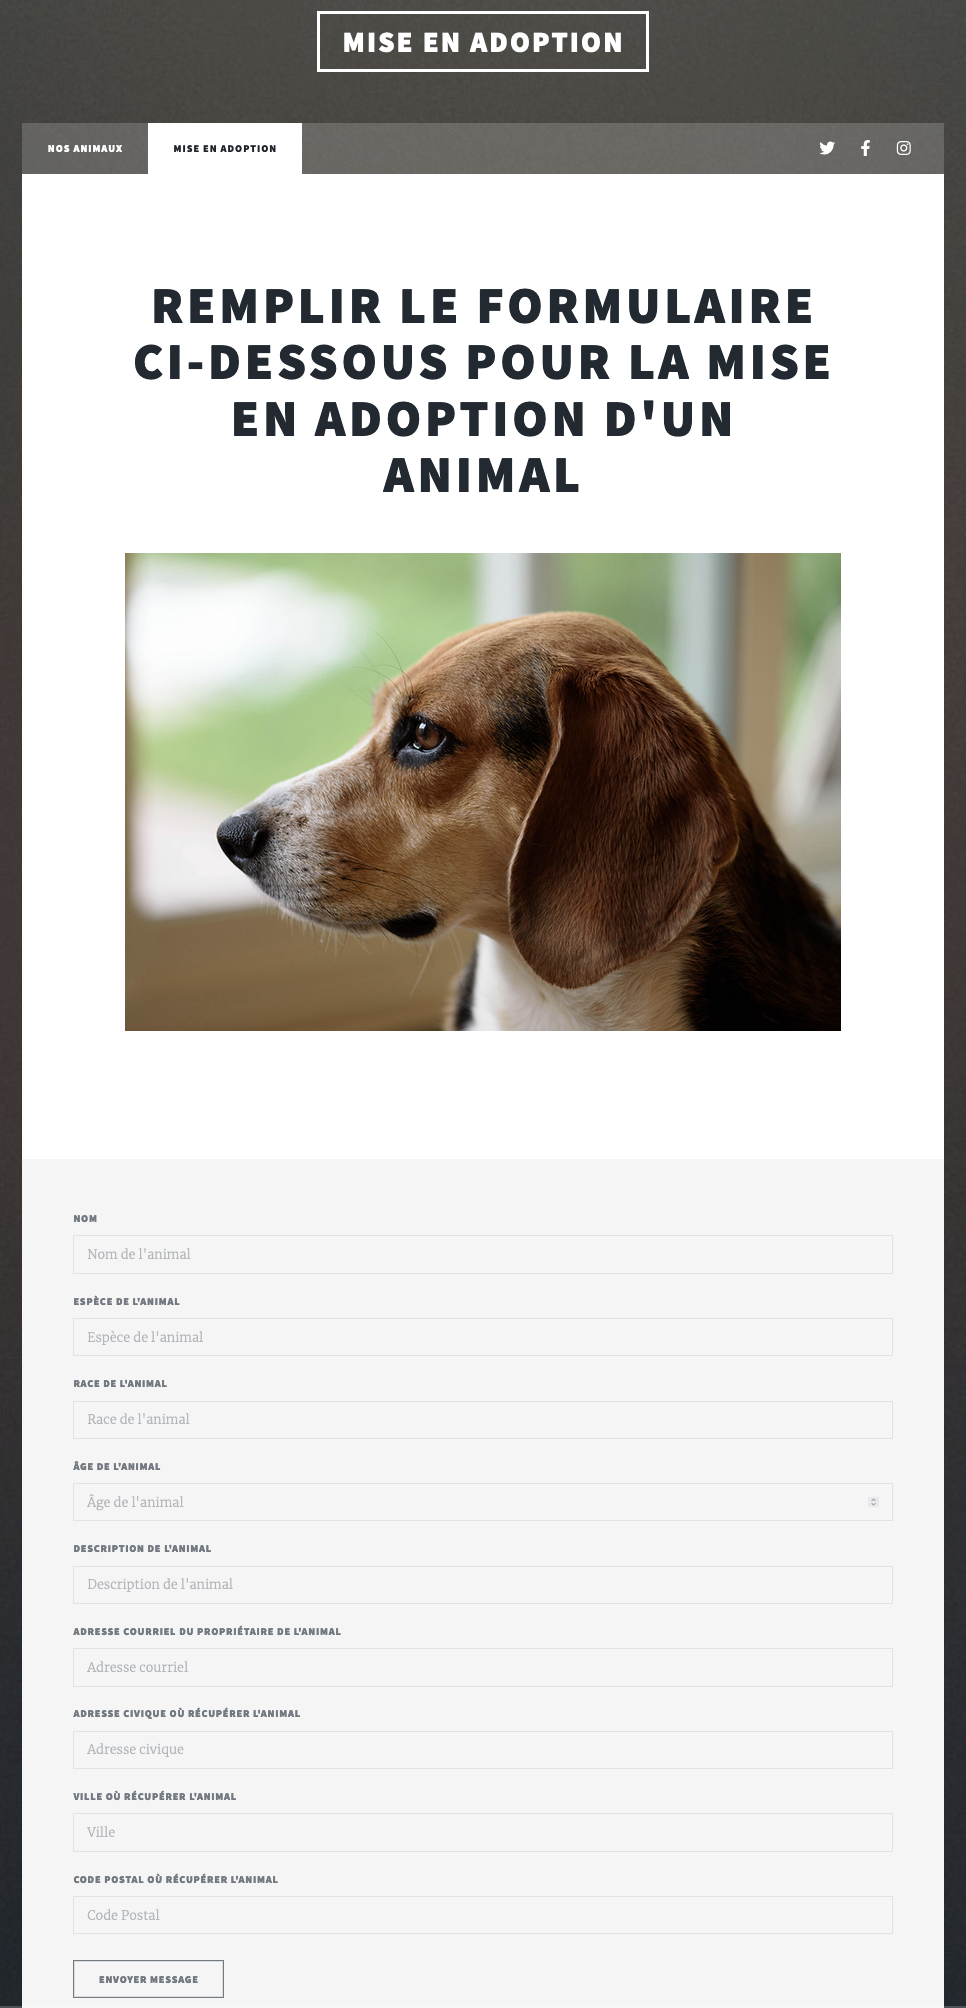 MISE EN ADOPTION
NOS ANIMAUX
MISE EN ADOPTION
REMPLIR LE FORMULAIRE
CI-DESSOUS POUR LA MISE
EN ADOPTION D'UN
ANIMAL
NOM
Nom de l'animal
ESPÈCE DE L'ANIMAL
Espèce de l'animal
RACE DE L'ANIMAL
Race de l'animal
ÂGE DE L'ANIMAL
Âge de l'animal
DESCRIPTION DE L'ANIMAL
Description de l'animal
ADRESSE COURRIEL DU PROPRIÉTAIRE DE L'ANIMAL
Adresse courriel
ADRESSE CIVIQUE OÙ RÉCUPÉRER L'ANIMAL
Adresse civique
VILLE OÙ RÉCUPÉRER L'ANIMAL
Ville
CODE POSTAL OÙ RÉCUPÉRER L'ANIMAL
Code Postal
ENVOYER MESSAGE